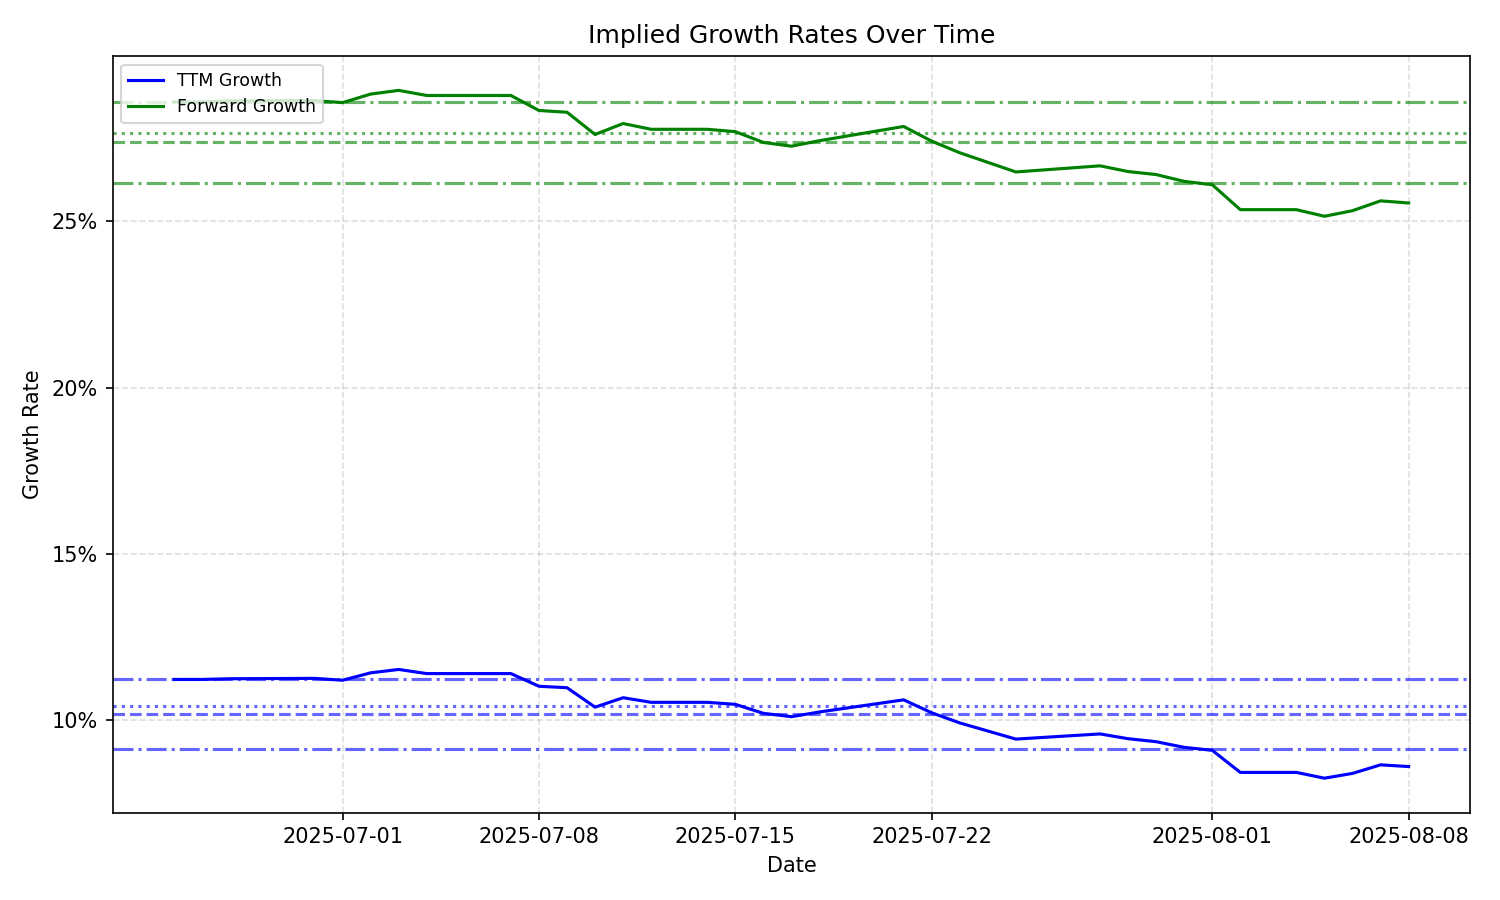 Implied Growth Rates Over Time
TTM Growth
Forward Growth
25%
20%
15%
10%
Growth Rate
2025-07-01
2025-07-08
2025-07-15
2025-07-22
2025-08-01
2025-08-08
Date